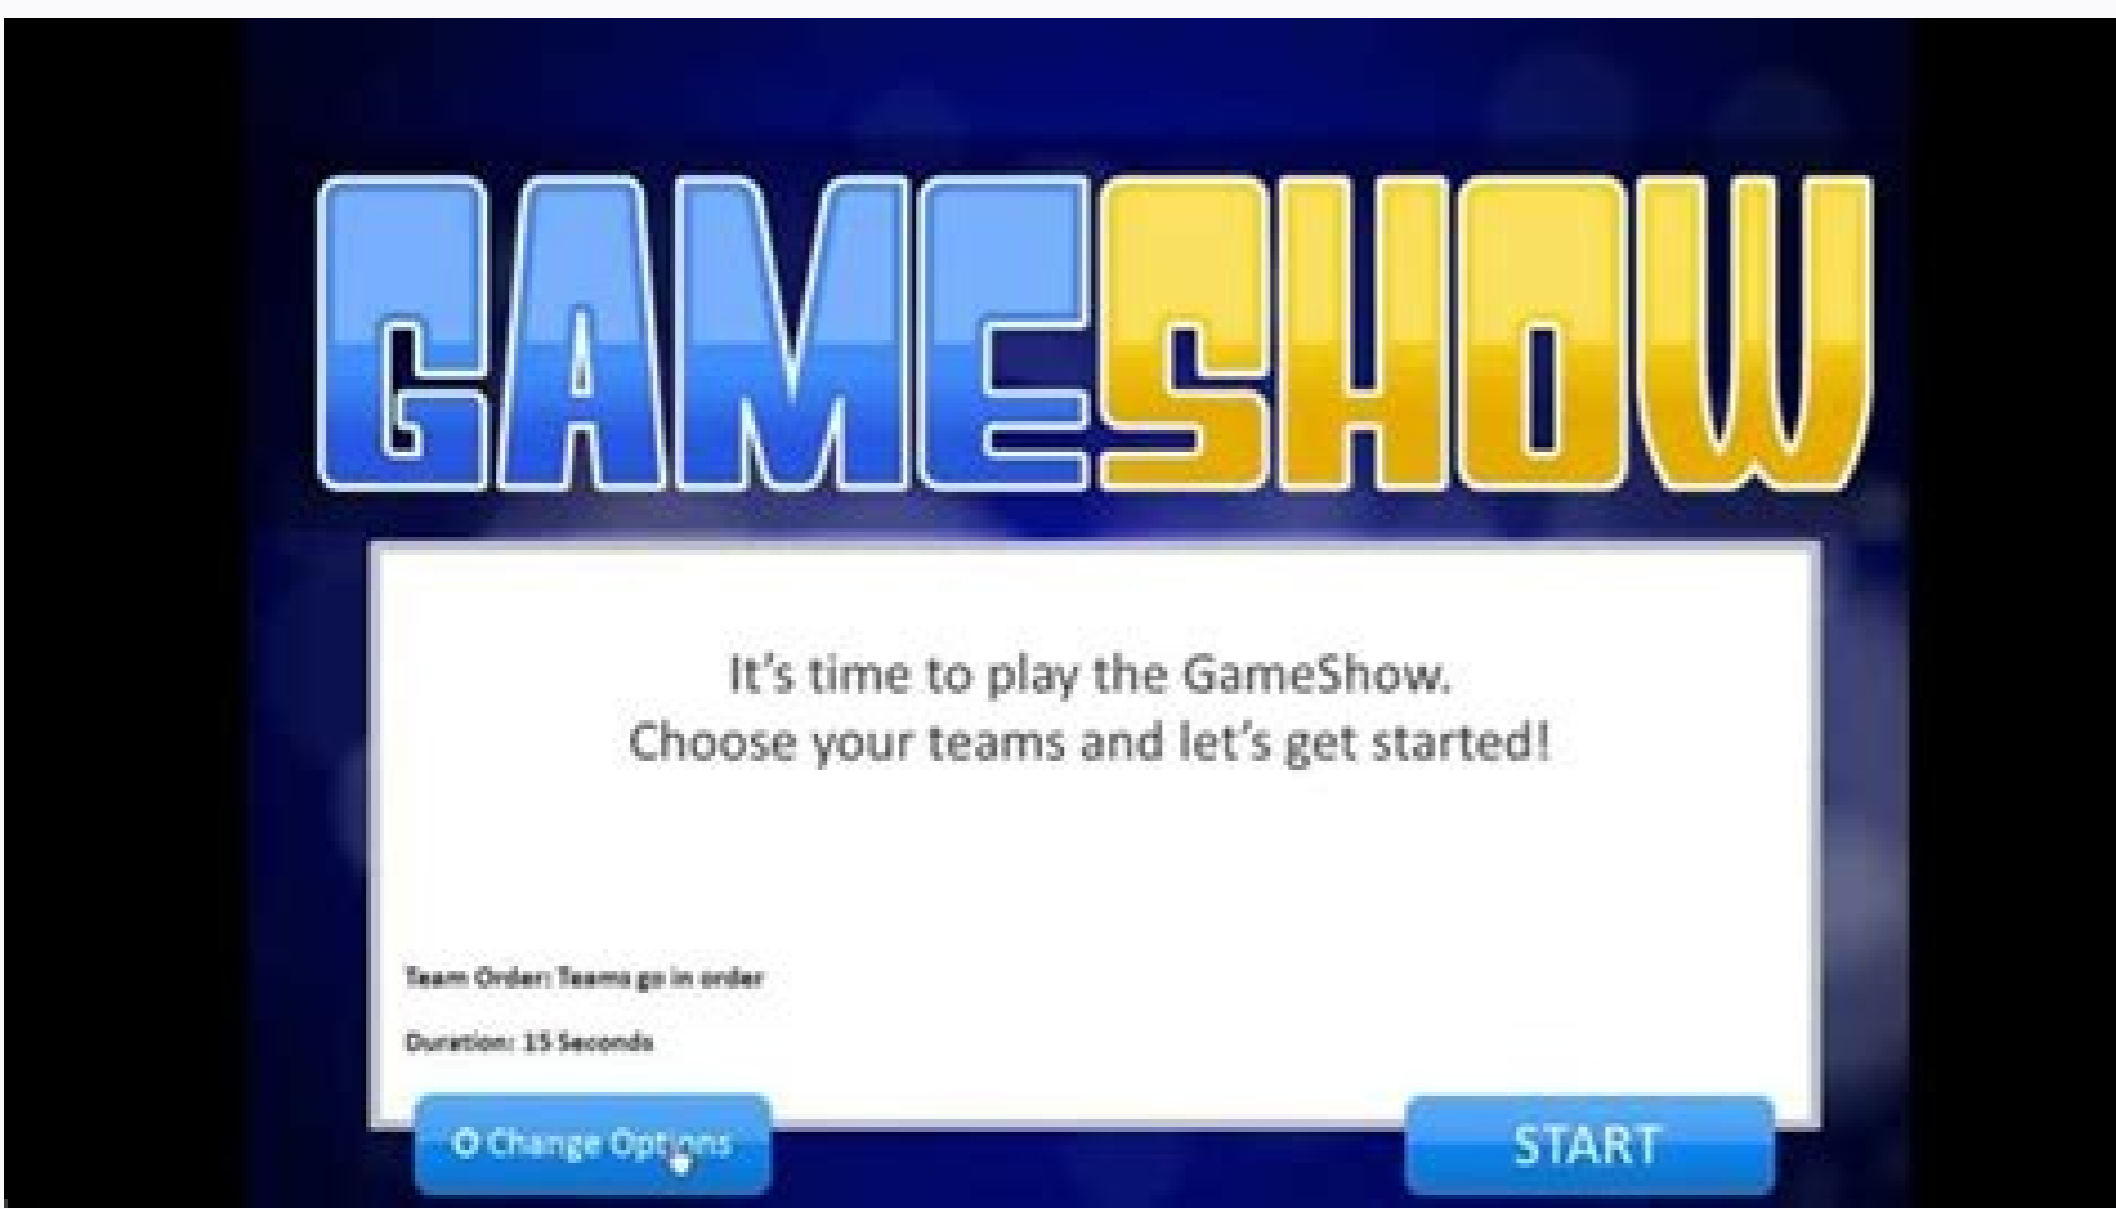 GAMESHOW
It's time to play the GameShow.
Choose your teams and let's get started!
Team Order: Teams go in order
Duration: 15 Seconds
Change Options
START